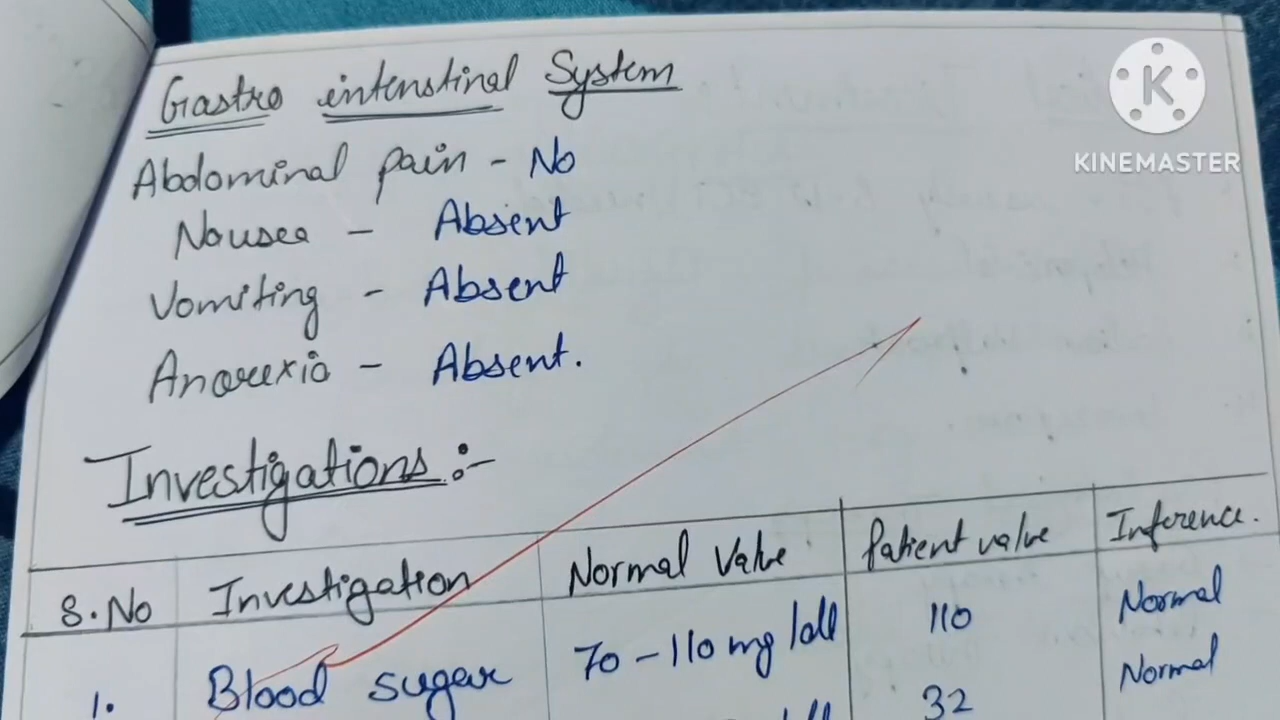 Gastro intenstinal System
KINEMASTER
Abdominal pain - No
Nausea - Absent
Vomiting - Absent
Anorexia - Absent.
Investigations :-
S.No Investigation Normal Value Patient value Inference.
1. Blood sugar 70-110 mg/dll 110 Normal
32 Normal